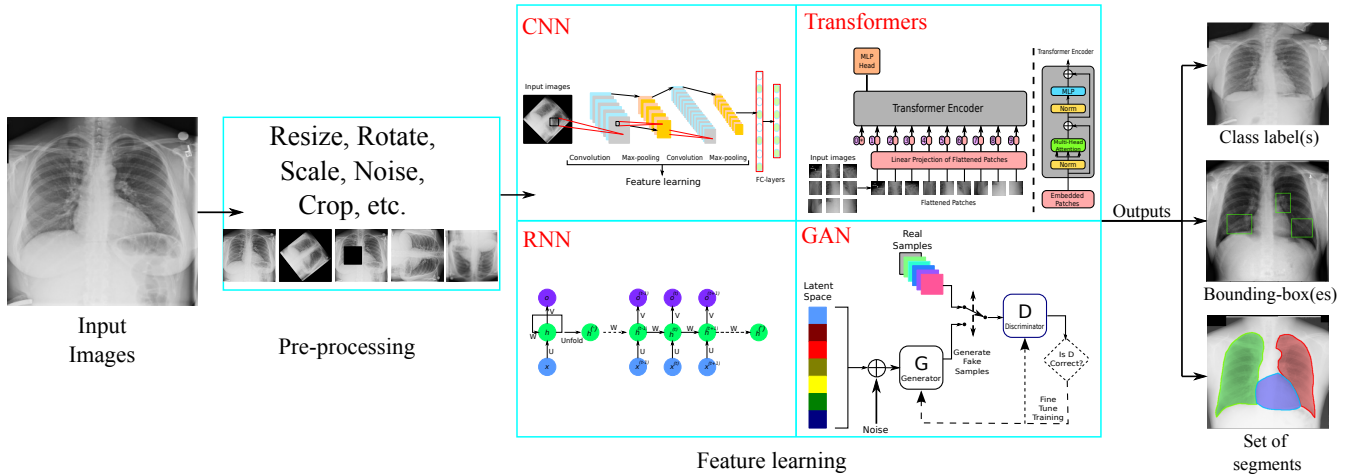 Input
Images
Resize, Rotate,
Scale, Noise,
Crop, etc.
Pre-processing
CNN
Input images
Convolution
Max-pooling
Convolution
Max-pooling
FC-layers
Feature learning
Transformers
MLP
Head
Transformer Encoder
Linear Projection of Flattened Patches
Input images
Flattened Patches
Transformer Encoder
MLP
Norm
Multi-Head
Attention
Norm
Embedded
Patches
RNN
o
V
W
h
Unfold
U
x
h
W
o
o
o
V
V
V
h
W
h
W
h
W
h
U
U
U
x
x
x
GAN
Real
Samples
Latent
Space
D
Discriminator
G
Generator
Generate
Fake
Samples
Is D
Correct?
Fine
Tune
Training
Noise
Feature learning
Outputs
Class label(s)
Bounding-box(es)
Set of
segments